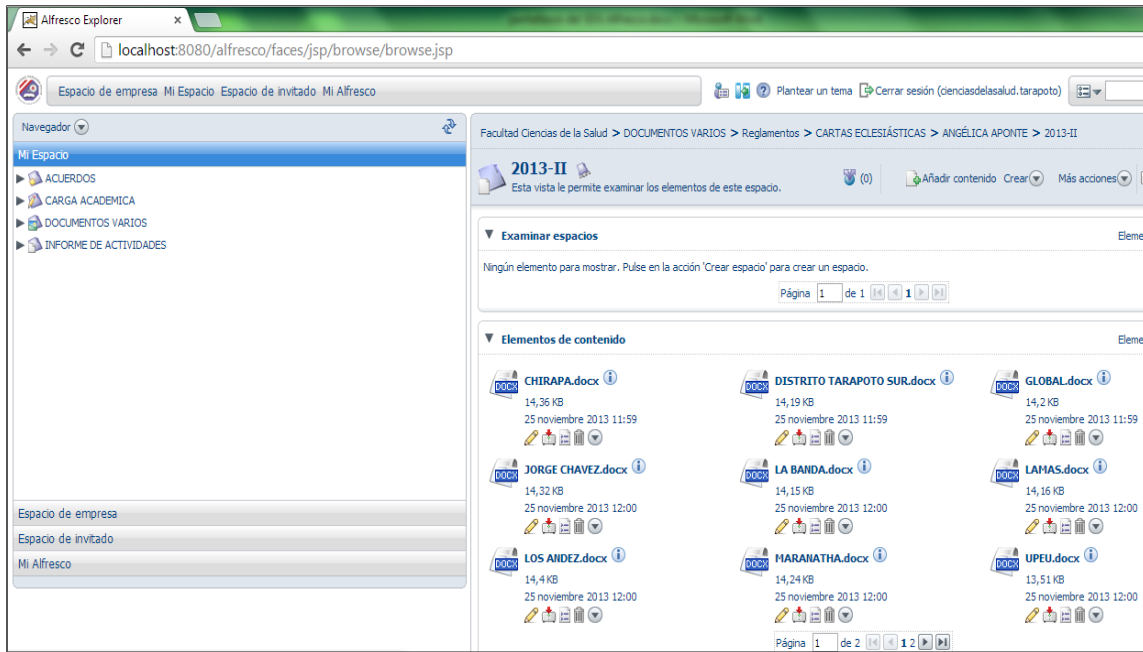 Alfresco Explorer
localhost:8080/alfresco/faces/jsp/browse/browse.jsp
Espacio de empresa Mi Espacio Espacio de invitado Mi Alfresco
Plantear un tema Cerrar sesión (cienciasdelasalud.tarapoto)
Navegador
Mi Espacio
ACUERDOS
CARGA ACADEMICA
DOCUMENTOS VARIOS
INFORME DE ACTIVIDADES
Espacio de empresa
Espacio de invitado
Mi Alfresco
Facultad Ciencias de la Salud > DOCUMENTOS VARIOS > Reglamentos > CARTAS ECLESIÁSTICAS > ANGÉLICA APONTE > 2013-II
2013-II
Esta vista le permite examinar los elementos de este espacio.
(0) Añadir contenido Crear Más acciones
Examinar espacios Eleme
Ningún elemento para mostrar. Pulse en la acción 'Crear espacio' para crear un espacio.
Página 1 de 1 1
Elementos de contenido Eleme
DOCX CHIRAPA.docx DOCX DISTRITO TARAPOTO SUR.docx DOCX GLOBAL.docx
14,36 KB 14,19 KB 14,2 KB
25 noviembre 2013 11:59 25 noviembre 2013 11:59 25 noviembre 2013 11:59
DOCX JORGE CHAVEZ.docx DOCX LA BANDA.docx DOCX LAMAS.docx
14,32 KB 14,15 KB 14,16 KB
25 noviembre 2013 12:00 25 noviembre 2013 12:00 25 noviembre 2013 12:00
DOCX LOS ANDEZ.docx DOCX MARANATHA.docx DOCX UPEU.docx
14,4 KB 14,24 KB 13,51 KB
25 noviembre 2013 12:00 25 noviembre 2013 12:00 25 noviembre 2013 12:00
Página 1 de 2 1 2